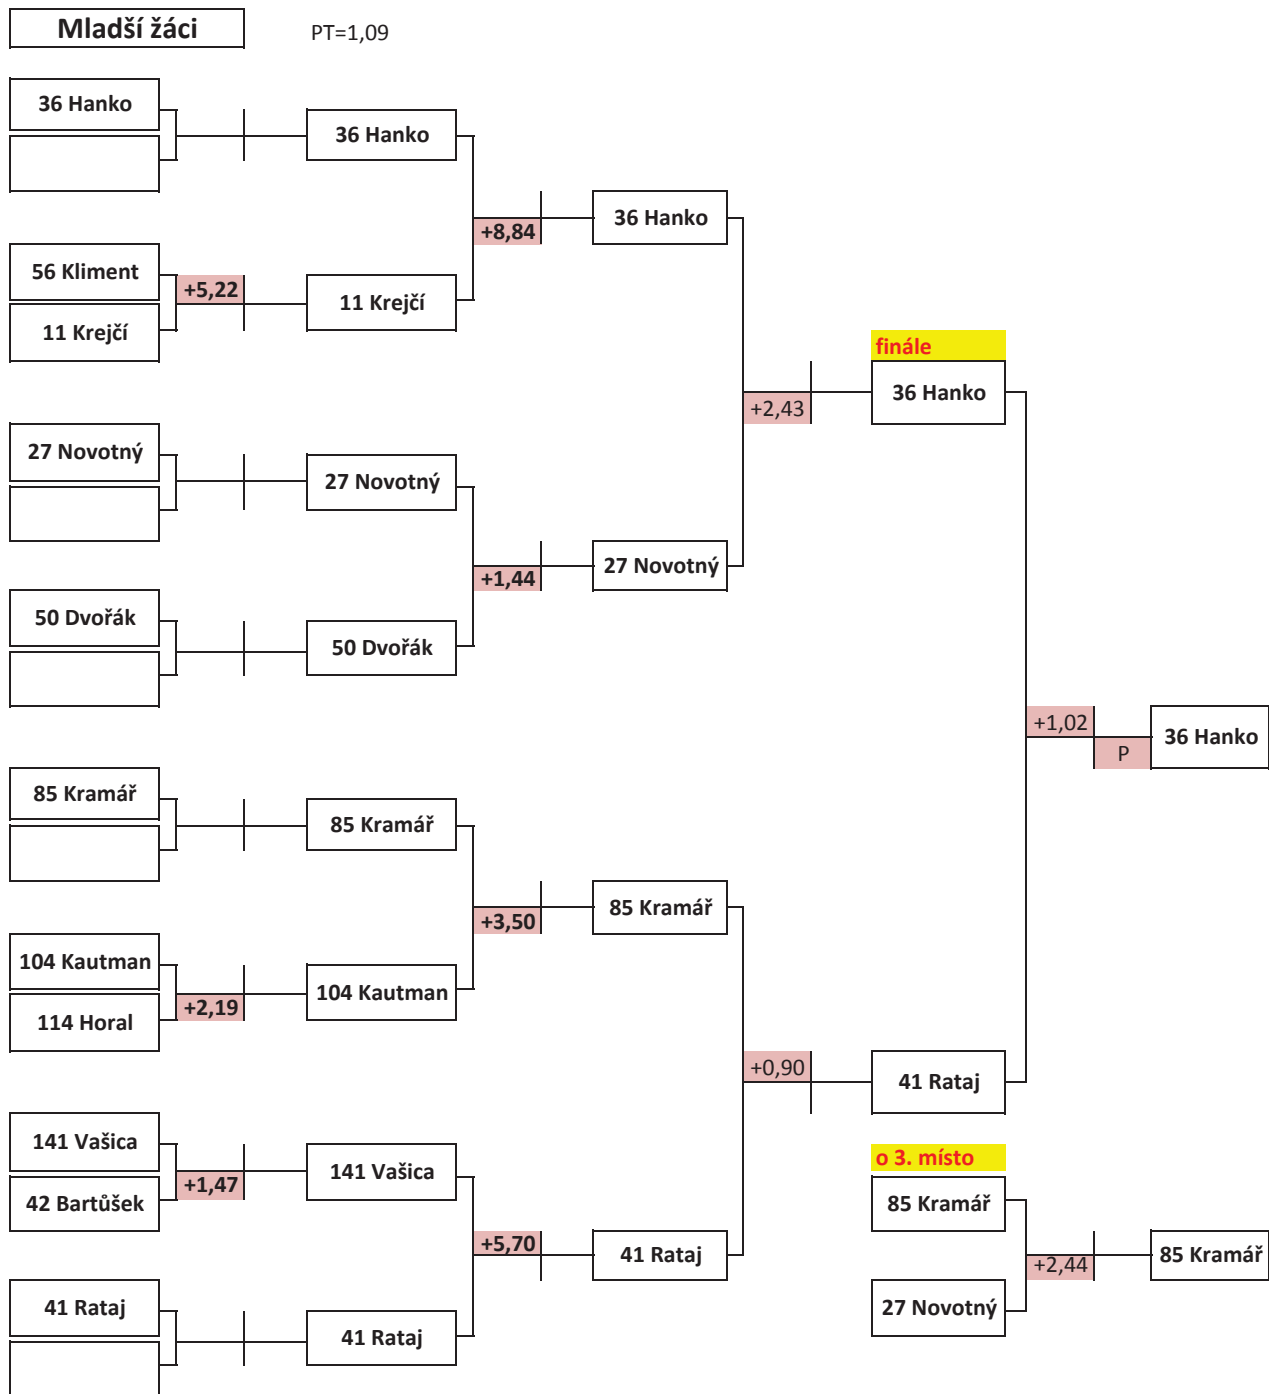 Mladší žáci
PT=1,09
36 Hanko
36 Hanko
+8,84
36 Hanko
56 Kliment
+5,22
11 Krejčí
11 Krejčí
finále
36 Hanko
+2,43
27 Novotný
27 Novotný
+1,44
27 Novotný
50 Dvořák
50 Dvořák
+1,02
P
36 Hanko
85 Kramář
85 Kramář
+3,50
85 Kramář
104 Kautman
+2,19
104 Kautman
114 Horal
+0,90
41 Rataj
141 Vašica
+1,47
141 Vašica
42 Bartůšek
+5,70
41 Rataj
41 Rataj
41 Rataj
o 3. místo
85 Kramář
+2,44
85 Kramář
27 Novotný